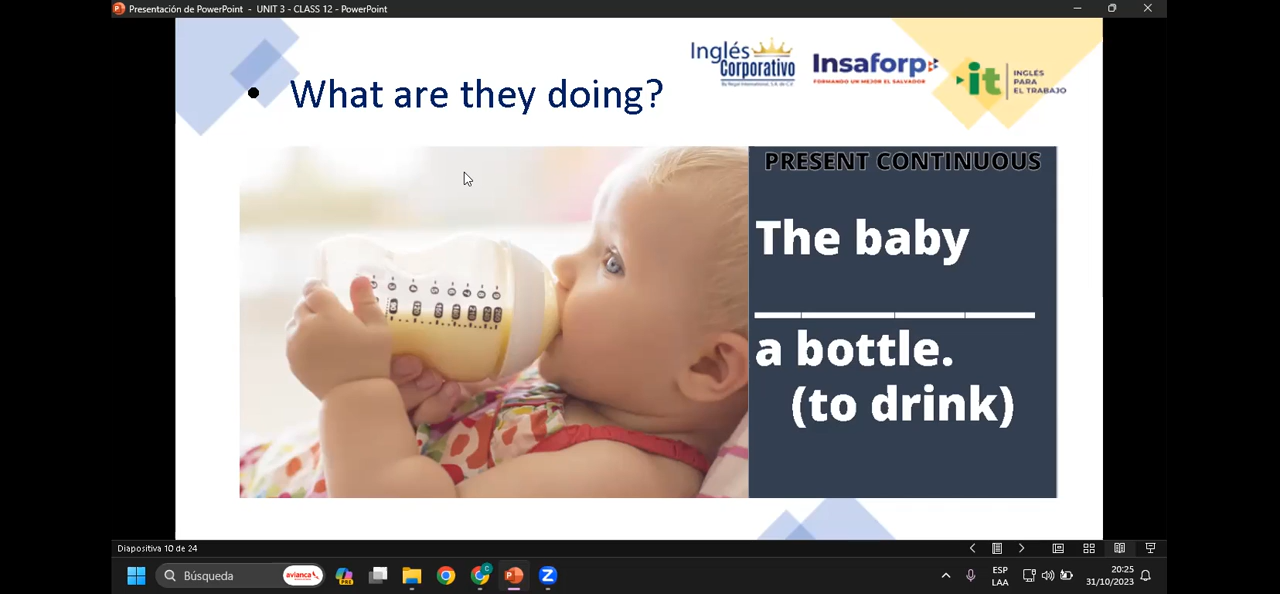 Presentación de PowerPoint - UNIT 3 - CLASS 12 - PowerPoint
Inglés
Corporativo
Insaforp
FORMANDO UN MEJOR EL SALVADOR
it
INGLÉS
PARA
EL TRABAJO
• What are they doing?
PRESENT CONTINUOUS
The baby
a bottle.
(to drink)
Diapositiva 10 de 24
Búsqueda
avianca
PRE
ESP
LAA
20:25
31/10/2023